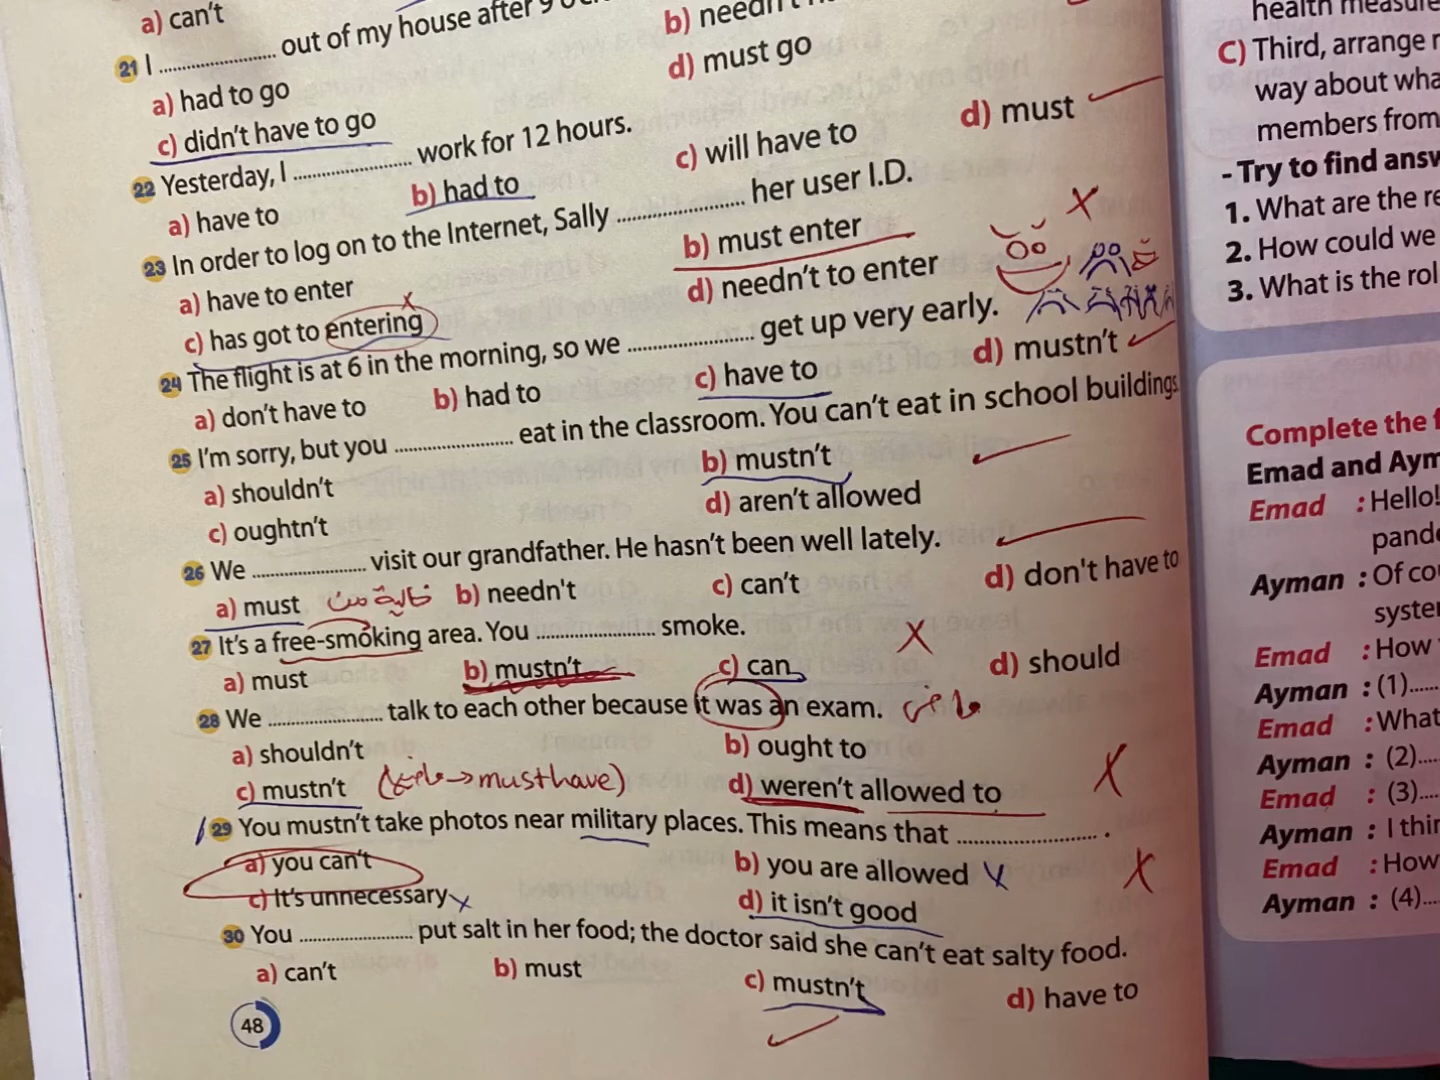 a) can't
21 I .................. out of my house after 9
b) needn't
a) had to go
d) must go
c) didn't have to go
22 Yesterday, I .................. work for 12 hours.
a) have to
b) had to
c) will have to
d) must
23 In order to log on to the Internet, Sally .................. her user I.D.
a) have to enter
b) must enter
c) has got to entering
d) needn't to enter
24 The flight is at 6 in the morning, so we .................. get up very early.
a) don't have to
b) had to
c) have to
d) mustn't
25 I'm sorry, but you .................. eat in the classroom. You can't eat in school buildings.
a) shouldn't
b) mustn't
c) oughtn't
d) aren't allowed
26 We .................. visit our grandfather. He hasn't been well lately.
a) must
خالية من
b) needn't
c) can't
d) don't have to
27 It's a free-smoking area. You .................. smoke.
a) must
b) mustn't
c) can
d) should
28 We .................. talk to each other because it was an exam.
ماضي
a) shouldn't
b) ought to
c) mustn't
→ must have)
d) weren't allowed to
29 You mustn't take photos near military places. This means that .................. .
a) you can't
b) you are allowed
c) It's unnecessary
d) it isn't good
30 You .................. put salt in her food; the doctor said she can't eat salty food.
a) can't
b) must
c) mustn't
d) have to
48
health measure
C) Third, arrange
way about wha
members from
- Try to find answ
1. What are the re
2. How could we
3. What is the rol
Complete the f
Emad and Aym
Emad : Hello!
pande
Ayman : Of cou
system
Emad : How
Ayman : (1)......
Emad : What
Ayman : (2)....
Emad : (3)....
Ayman : I thin
Emad : How
Ayman : (4)....